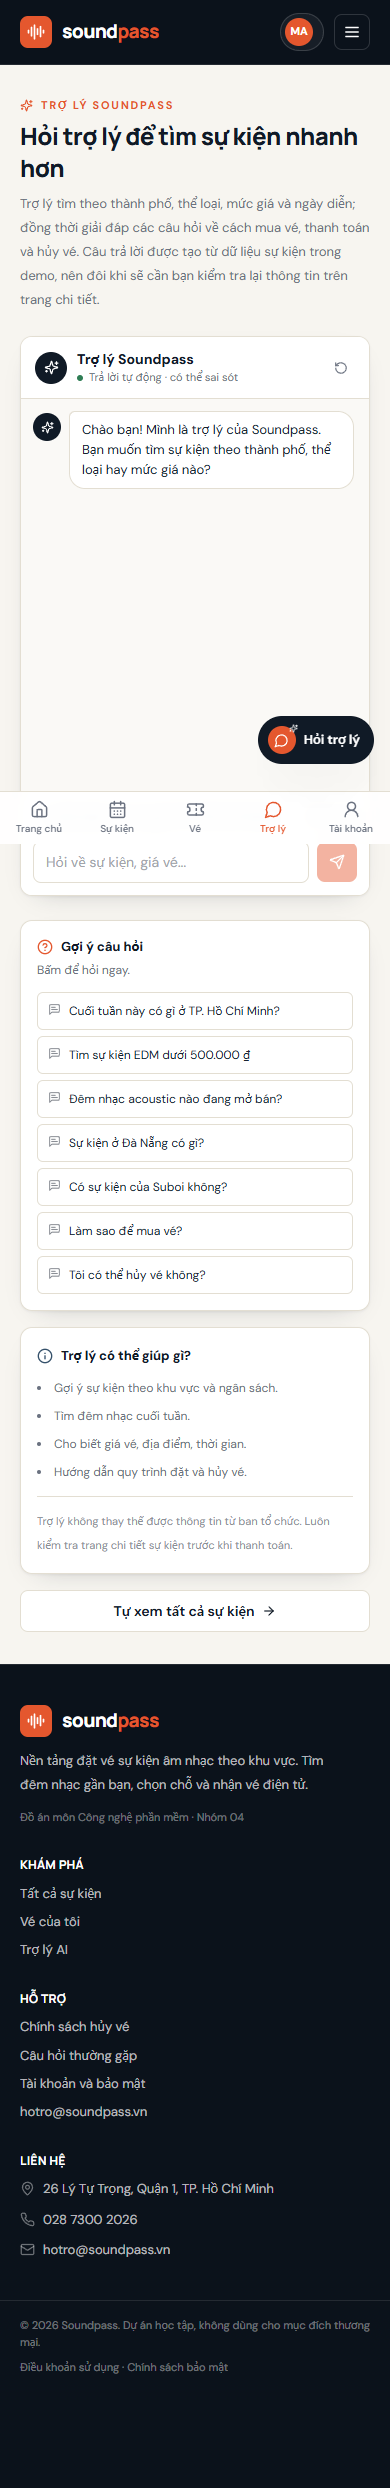 soundpass
MA
TRỢ LÝ SOUNDPASS
Hỏi trợ lý để tìm sự kiện nhanh
hơn
Trợ lý tìm theo thành phố, thể loại, mức giá và ngày diễn;
đồng thời giải đáp các câu hỏi về cách mua vé, thanh toán
và hủy vé. Câu trả lời được tạo từ dữ liệu sự kiện trong
demo, nên đôi khi sẽ cần bạn kiểm tra lại thông tin trên
trang chi tiết.
Trợ lý Soundpass
Trả lời tự động · có thể sai sót
Chào bạn! Mình là trợ lý của Soundpass.
Bạn muốn tìm sự kiện theo thành phố, thể
loại hay mức giá nào?
Hỏi trợ lý
Trang chủ
Sự kiện
Vé
Trợ lý
Tài khoản
Hỏi về sự kiện, giá vé...
Gợi ý câu hỏi
Bấm để hỏi ngay.
Cuối tuần này có gì ở TP. Hồ Chí Minh?
Tìm sự kiện EDM dưới 500.000 ₫
Đêm nhạc acoustic nào đang mở bán?
Sự kiện ở Đà Nẵng có gì?
Có sự kiện của Suboi không?
Làm sao để mua vé?
Tôi có thể hủy vé không?
Trợ lý có thể giúp gì?
Gợi ý sự kiện theo khu vực và ngân sách.
Tìm đêm nhạc cuối tuần.
Cho biết giá vé, địa điểm, thời gian.
Hướng dẫn quy trình đặt và hủy vé.
Trợ lý không thay thế được thông tin từ ban tổ chức. Luôn
kiểm tra trang chi tiết sự kiện trước khi thanh toán.
Tự xem tất cả sự kiện
soundpass
Nền tảng đặt vé sự kiện âm nhạc theo khu vực. Tìm
đêm nhạc gần bạn, chọn chỗ và nhận vé điện tử.
Đồ án môn Công nghệ phần mềm · Nhóm 04
KHÁM PHÁ
Tất cả sự kiện
Vé của tôi
Trợ lý AI
HỖ TRỢ
Chính sách hủy vé
Câu hỏi thường gặp
Tài khoản và bảo mật
hotro@soundpass.vn
LIÊN HỆ
26 Lý Tự Trọng, Quận 1, TP. Hồ Chí Minh
028 7300 2026
hotro@soundpass.vn
© 2026 Soundpass. Dự án học tập, không dùng cho mục đích thương
mại.
Điều khoản sử dụng · Chính sách bảo mật